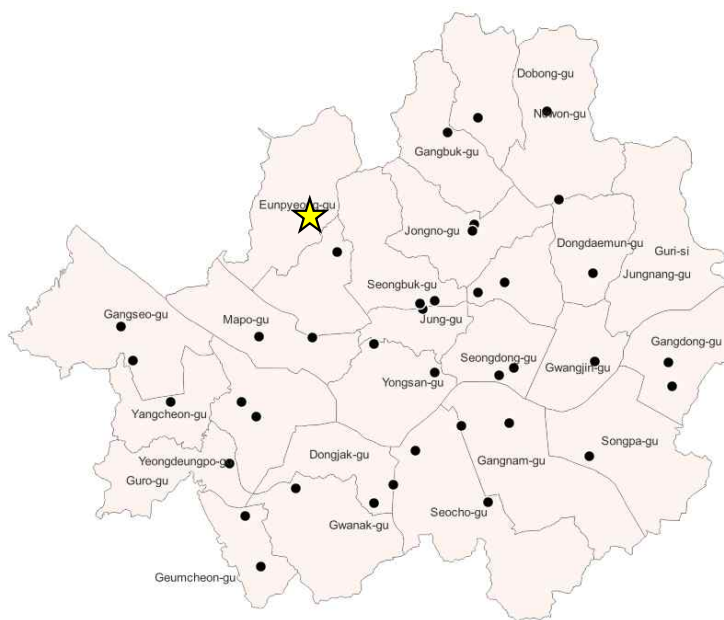 Dobong-gu
Nowon-gu
Gangbuk-gu
Eunpyeong-gu
Jongno-gu
Dongdaemun-gu
Guri-si
Jungnang-gu
Seongbuk-gu
Gangseo-gu
Mapo-gu
Jung-gu
Gangdong-gu
Seongdong-gu
Gwangjin-gu
Yongsan-gu
Yangcheon-gu
Songpa-gu
Dongjak-gu
Yeongdeungpo-gu
Gangnam-gu
Guro-gu
Seocho-gu
Gwanak-gu
Geumcheon-gu